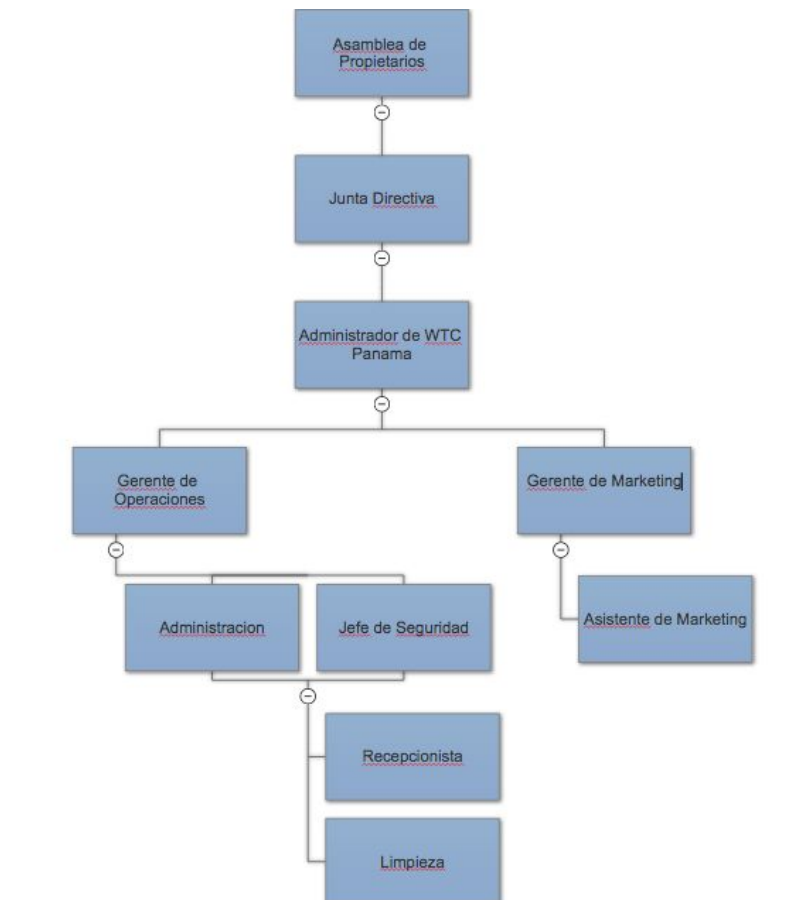 Asamblea de
Propietarios
Junta Directiva
Administrador de WTC
Panama
Gerente de
Operaciones
Gerente de Marketing
Administracion
Jefe de Seguridad
Asistente de Marketing
Recepcionista
Limpieza